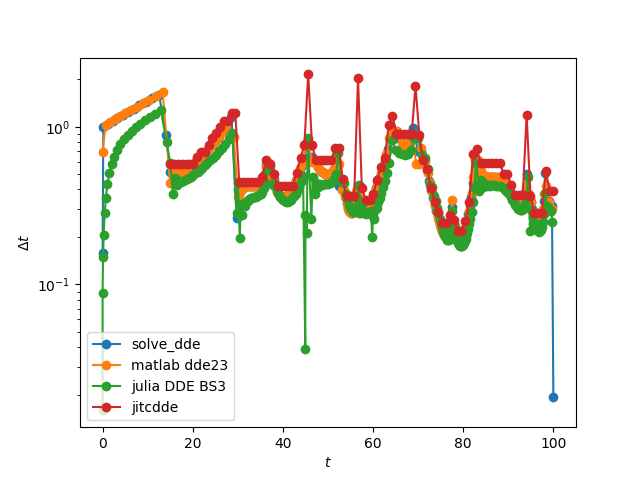 10⁰
10⁻¹
Δt
solve_dde
matlab dde23
julia DDE BS3
jitcdde
0 20 40 60 80 100
t